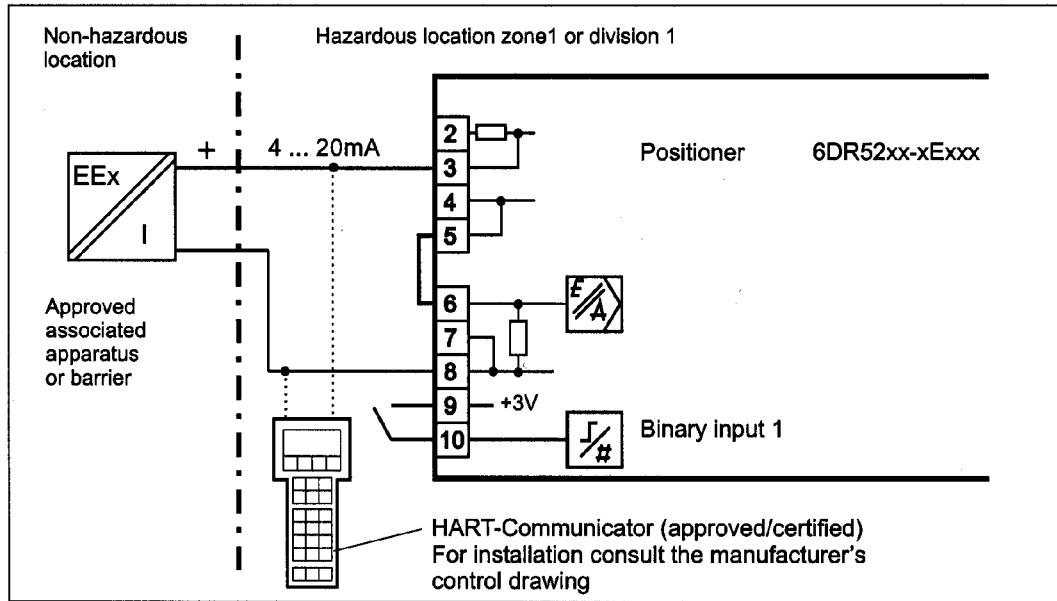 Non-hazardous
location
Hazardous location zone1 or division 1
+
4 ... 20mA
EEx
I
Approved
associated
apparatus
or barrier
2
3
4
5
6
7
8
9
10
Positioner 6DR52xx-xExxx
E
A
+3V
#
Binary input 1
HART-Communicator (approved/certified)
For installation consult the manufacturer's
control drawing